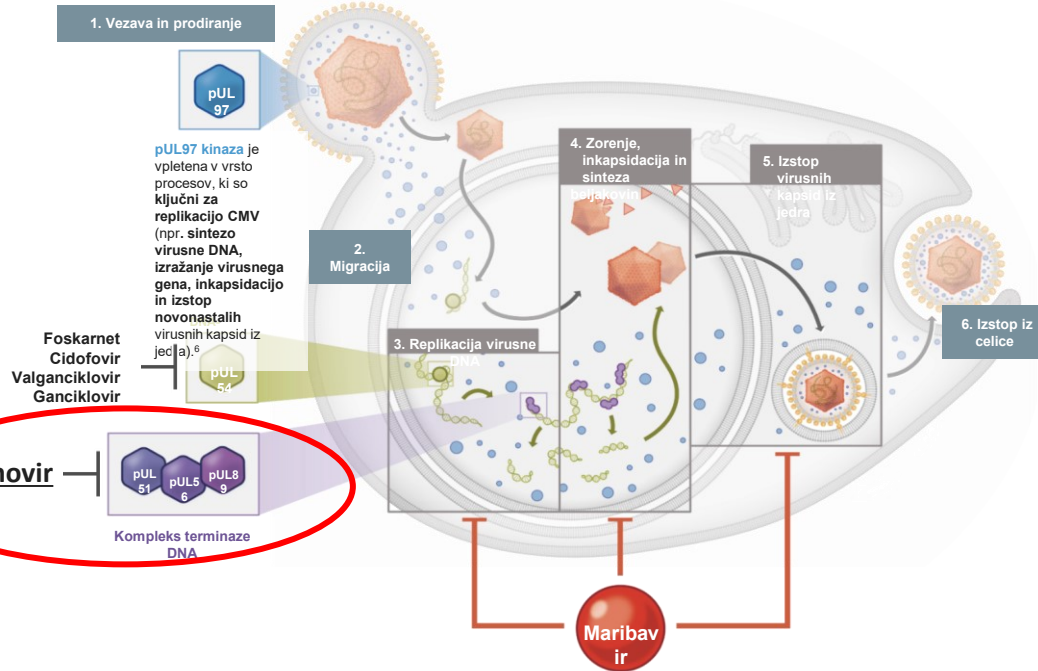 1. Vezava in prodiranje
pUL
97
pUL97 kinaza je
vpletena v vrsto
procesov, ki so
ključni za
replikacijo CMV
(npr. sintezo
virusne DNA,
izražanje virusnega
gena, inkapsidacijo
in izstop
novonastalih
virusnih kapsid iz
jedra).⁶
2.
Migracija
3. Replikacija virusne
DNA
4. Zorenje,
inkapsidacija in
sinteza
beljakovin
5. Izstop
virusnih
kapsid iz
jedra
6. Izstop iz
celice
Foskarnet
Cidofovir
Valganciklovir
Ganciklovir
pUL
54
novir
pUL
51
pUL5
6
pUL8
9
Kompleks terminaze
DNA
Maribav
ir